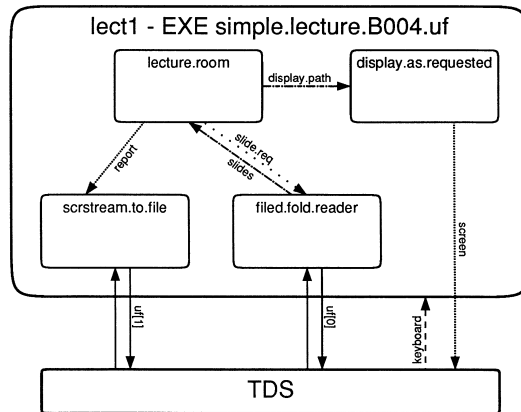 lect1 - EXE simple.lecture.B004.uf
lecture.room
display.path
display.as.requested
report
slide.req
slides
scrstream.to.file
filed.fold.reader
screen
uf[1]
uf[0]
keyboard
TDS